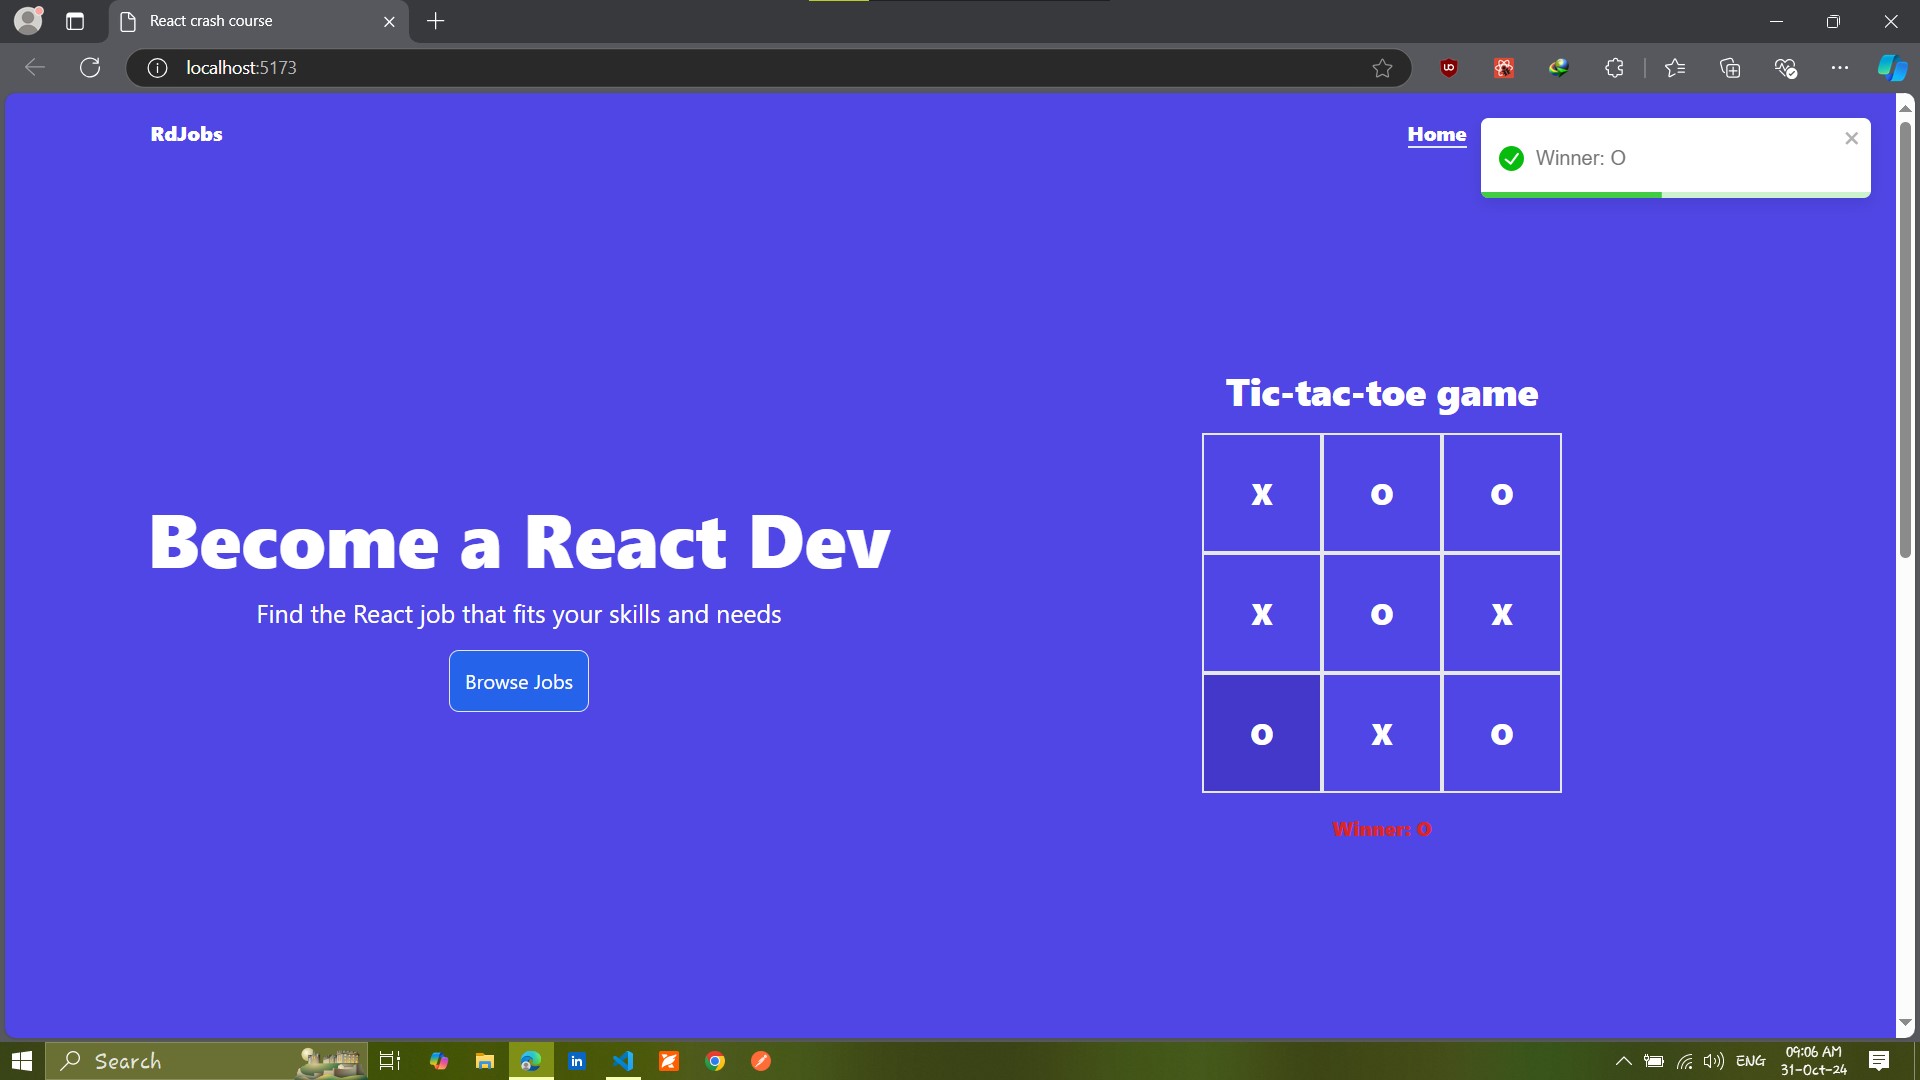 React crash course
localhost:5173
RdJobs
Home
Winner: O
Tic-tac-toe game
X O O
X O X
O X O
Winner: O
Become a React Dev
Find the React job that fits your skills and needs
Browse Jobs
Search
ENG
09:06 AM
31-Oct-24